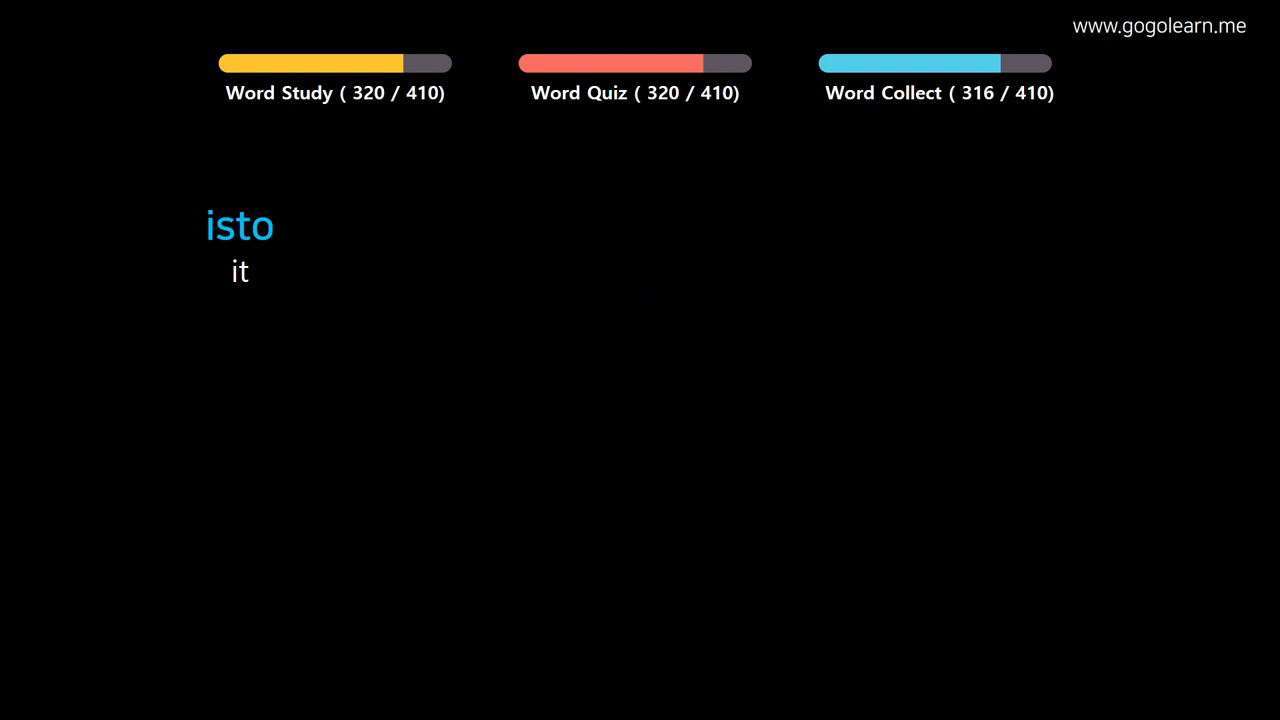 www.gogolearn.me
Word Study ( 320 / 410)
Word Quiz ( 320 / 410)
Word Collect ( 316 / 410)
isto
it